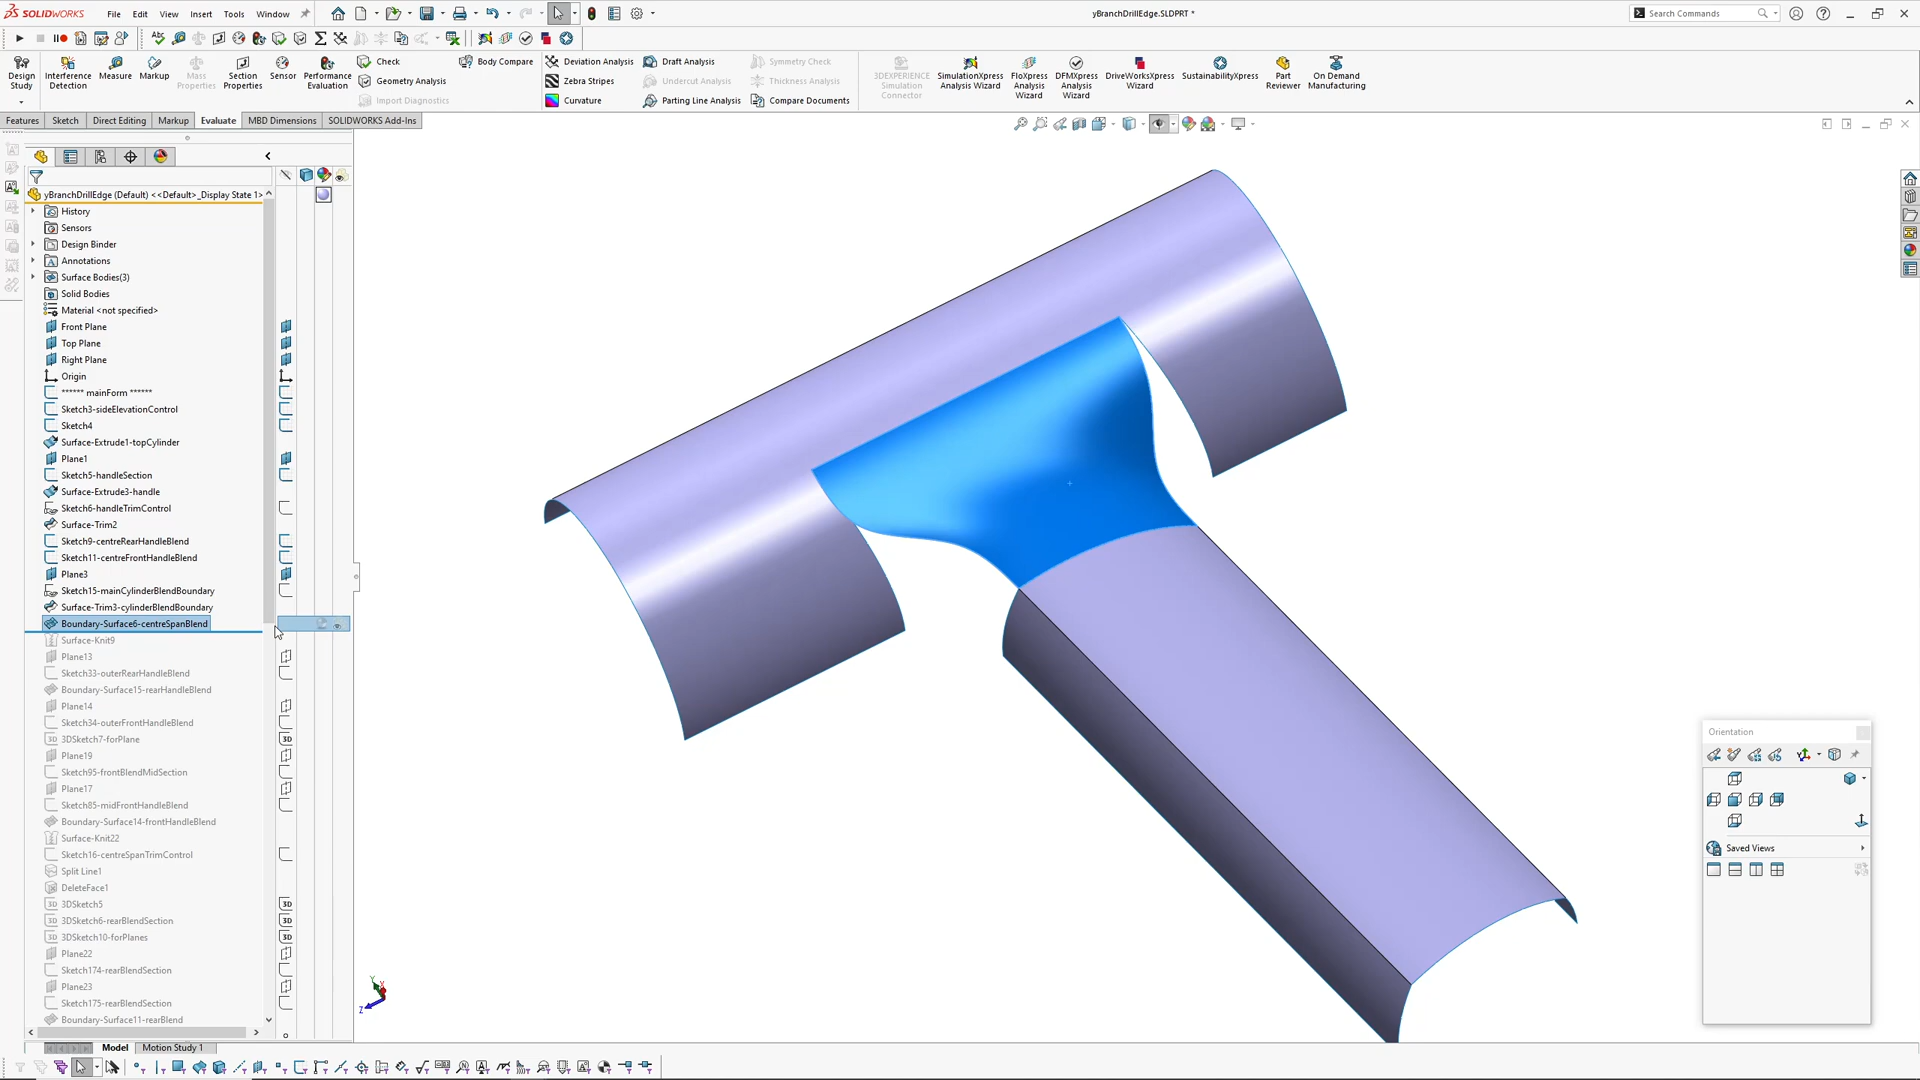 SOLIDWORKS File Edit View Insert Tools Window yBranchDrillEdge.SLDPRT * Search Commands
Design Study
Interference Detection
Measure
Markup
Mass Properties
Section Properties
Sensor
Performance Evaluation
Check
Geometry Analysis
Import Diagnostics
Body Compare
Deviation Analysis
Zebra Stripes
Curvature
Draft Analysis
Undercut Analysis
Parting Line Analysis
Symmetry Check
Thickness Analysis
Compare Documents
3DEXPERIENCE Simulation Connector
SimulationXpress Analysis Wizard
FloXpress Analysis Wizard
DFMXpress Analysis Wizard
DriveWorksXpress Wizard
SustainabilityXpress
Part Reviewer
On Demand Manufacturing
Features Sketch Direct Editing Markup Evaluate MBD Dimensions SOLIDWORKS Add-Ins
yBranchDrillEdge (Default) <<Default>_Display State 1>
History
Sensors
Design Binder
Annotations
Surface Bodies(3)
Solid Bodies
Material <not specified>
Front Plane
Top Plane
Right Plane
Origin
****** mainForm ******
Sketch3-sideElevationControl
Sketch4
Surface-Extrude1-topCylinder
Plane1
Sketch5-handleSection
Surface-Extrude3-handle
Sketch6-handleTrimControl
Surface-Trim2
Sketch9-centreRearHandleBlend
Sketch11-centreFrontHandleBlend
Plane3
Sketch15-mainCylinderBlendBoundary
Surface-Trim3-cylinderBlendBoundary
Boundary-Surface6-centreSpanBlend
Surface-Knit9
Plane13
Sketch33-outerRearHandleBlend
Boundary-Surface15-rearHandleBlend
Plane14
Sketch34-outerFrontHandleBlend
3DSketch7-forPlane
Plane19
Sketch95-frontBlendMidSection
Plane17
Sketch85-midFrontHandleBlend
Boundary-Surface14-frontHandleBlend
Surface-Knit22
Sketch16-centreSpanTrimControl
Split Line1
DeleteFace1
3DSketch5
3DSketch6-rearBlendSection
3DSketch10-forPlanes
Plane22
Sketch174-rearBlendSection
Plane23
Sketch175-rearBlendSection
Boundary-Surface11-rearBlend
Orientation
Saved Views
Model Motion Study 1